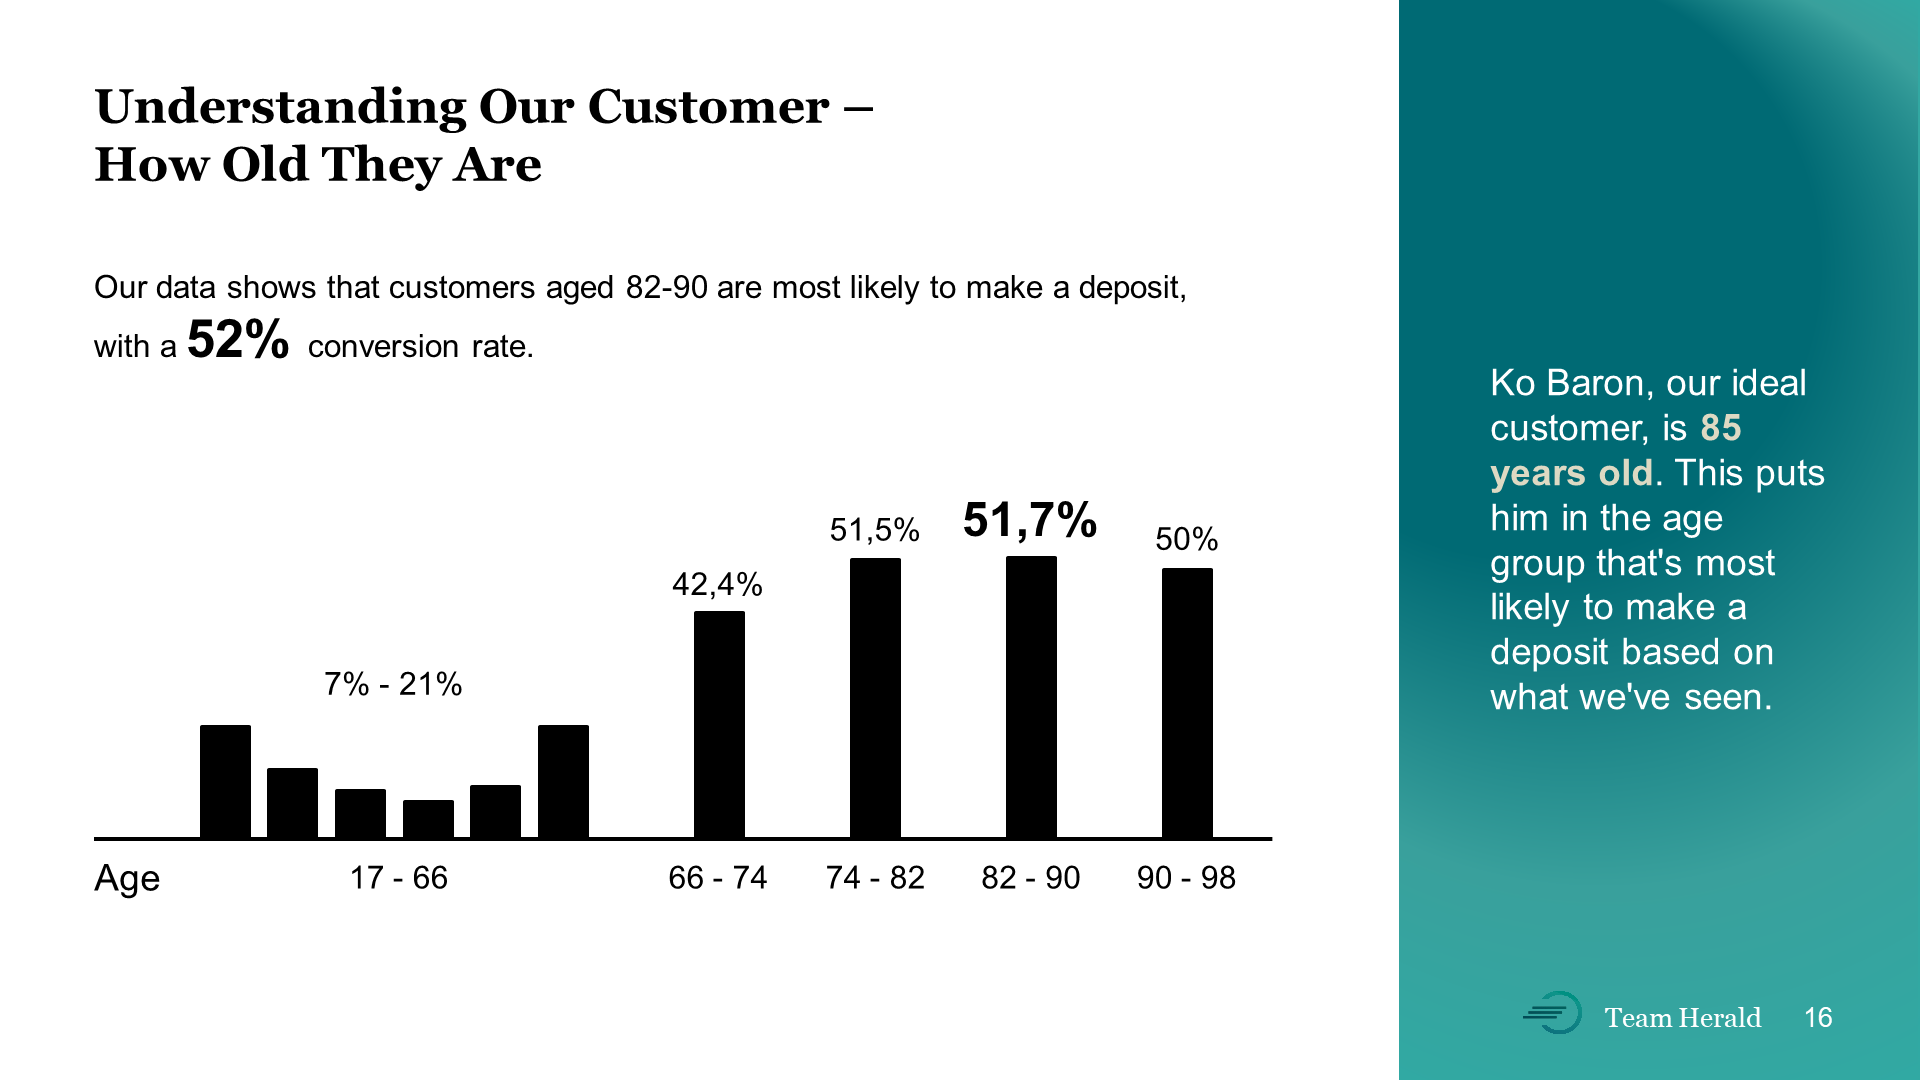 Understanding Our Customer –
How Old They Are
Our data shows that customers aged 82-90 are most likely to make a deposit,
with a 52% conversion rate.
7% - 21%
42,4%
51,5%
51,7%
50%
Age
17 - 66
66 - 74
74 - 82
82 - 90
90 - 98
Ko Baron, our ideal
customer, is 85
years old. This puts
him in the age
group that's most
likely to make a
deposit based on
what we've seen.
Team Herald
16